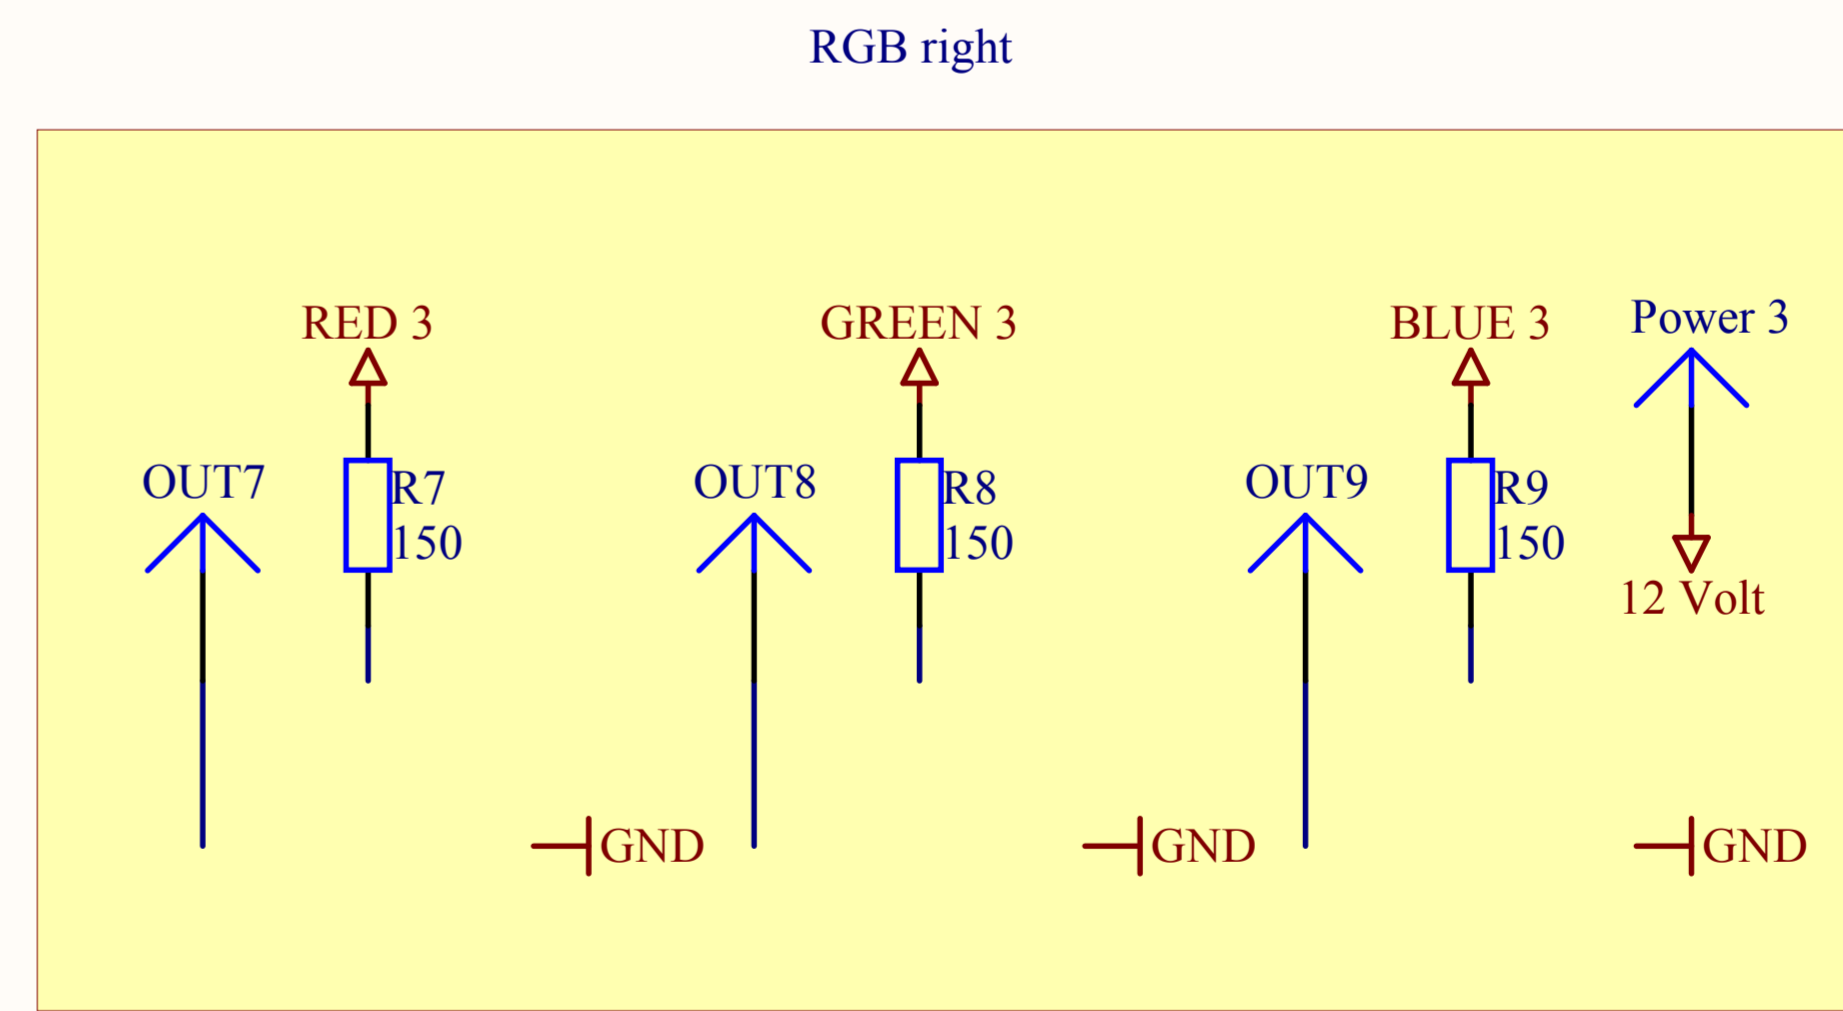 RGB right
RED 3
GREEN 3
BLUE 3
Power 3
OUT7
R7
150
OUT8
R8
150
OUT9
R9
150
12 Volt
GND
GND
GND